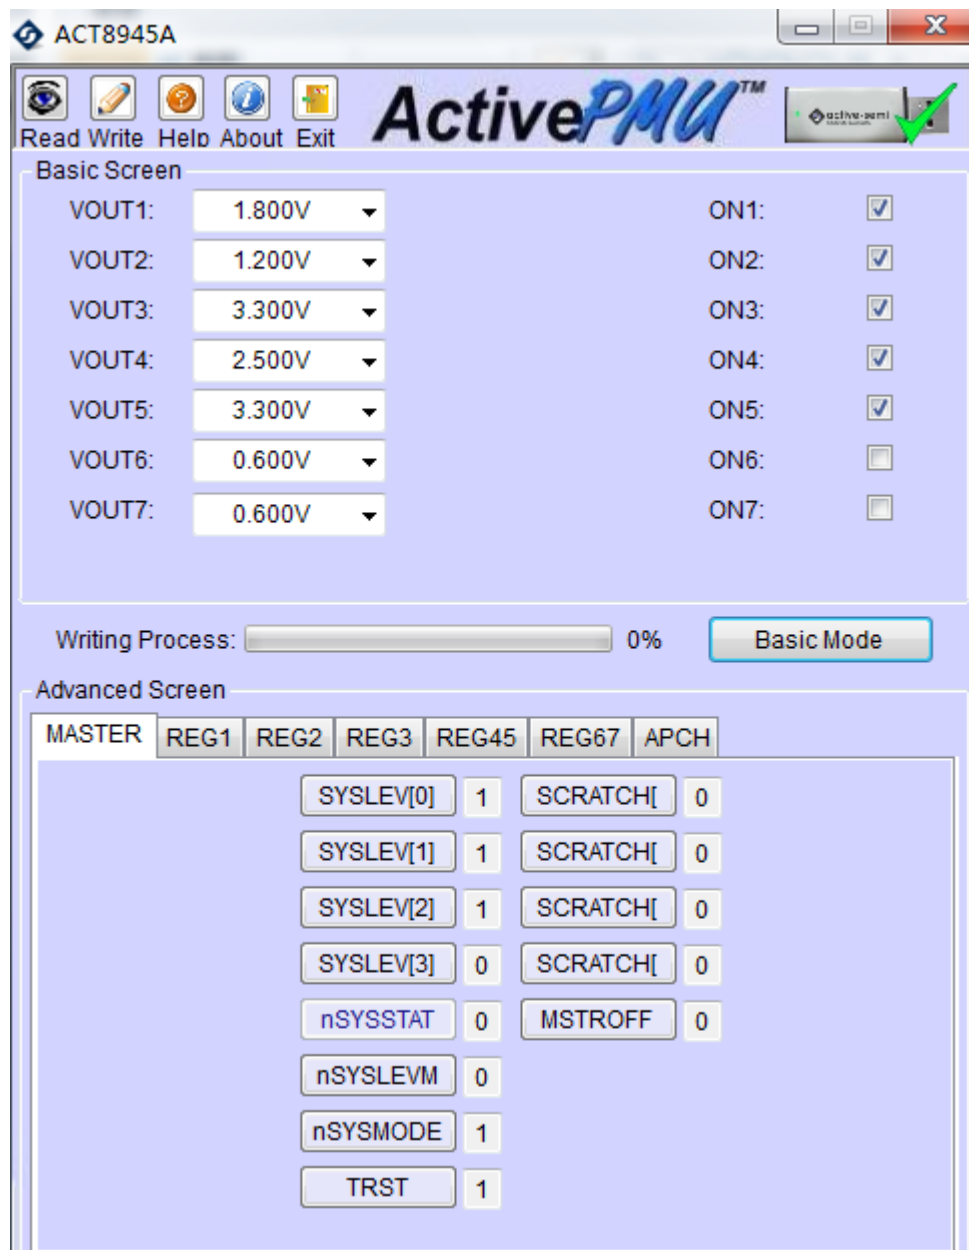 ACT8945A
Read Write Help About Exit
ActivePMU™
active-semi
Basic Screen
VOUT1: 1.800V ON1:
VOUT2: 1.200V ON2:
VOUT3: 3.300V ON3:
VOUT4: 2.500V ON4:
VOUT5: 3.300V ON5:
VOUT6: 0.600V ON6:
VOUT7: 0.600V ON7:
Writing Process: 0% Basic Mode
Advanced Screen
MASTER REG1 REG2 REG3 REG45 REG67 APCH
SYSLEV[0] 1 SCRATCH[ 0
SYSLEV[1] 1 SCRATCH[ 0
SYSLEV[2] 1 SCRATCH[ 0
SYSLEV[3] 0 SCRATCH[ 0
nSYSSTAT 0 MSTROFF 0
nSYSLEVM 0
nSYSMODE 1
TRST 1